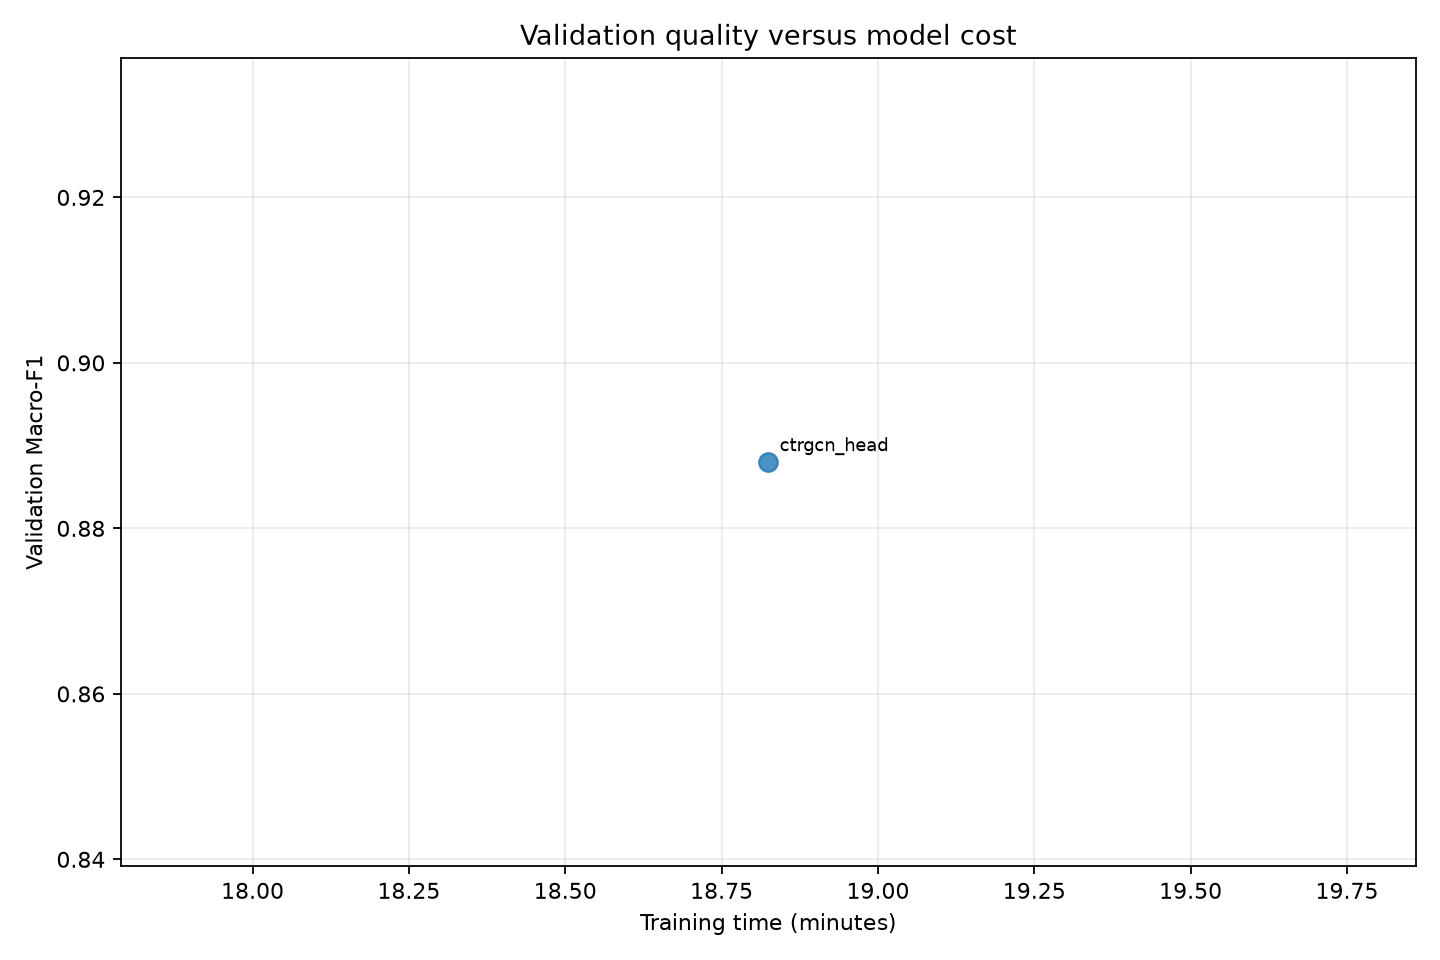 Validation quality versus model cost
Validation Macro-F1
0.92
0.90
0.88
0.86
0.84
ctrgcn_head
18.00 18.25 18.50 18.75 19.00 19.25 19.50 19.75
Training time (minutes)